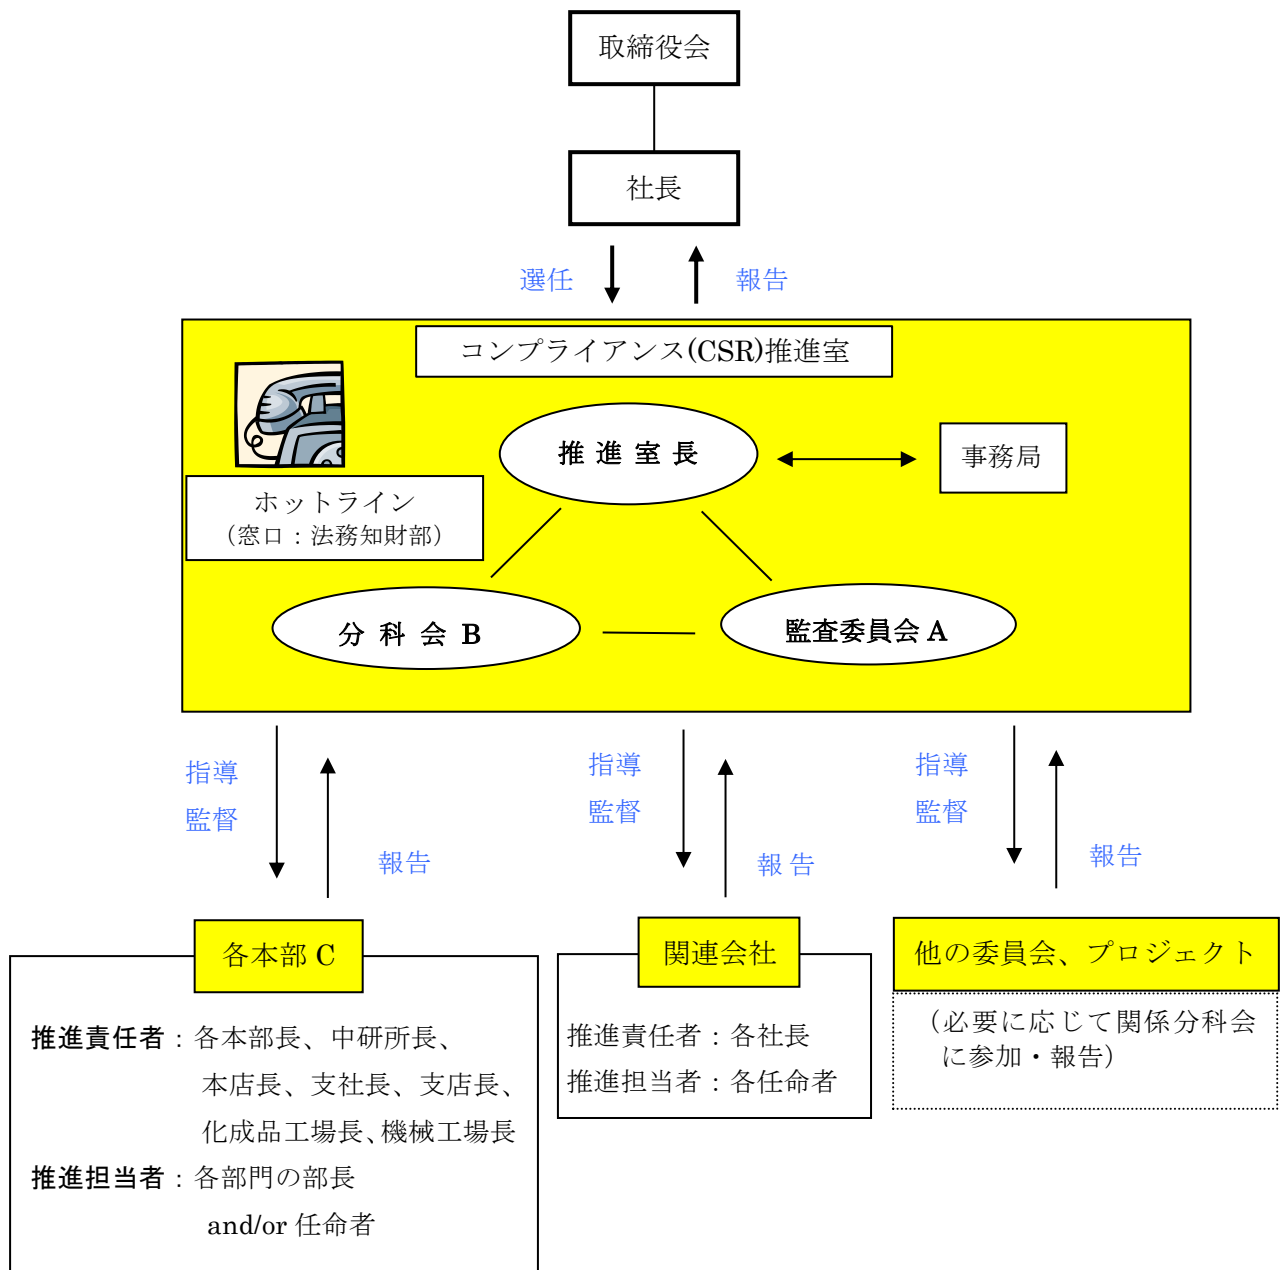 取締役会
社長
選任
報告
コンプライアンス(CSR)推進室
推進室長
事務局
ホットライン
(窓口：法務知財部)
分科会B
監査委員会A
指導
監督
報告
指導
監督
報告
指導
監督
報告
各本部C
推進責任者：各本部長、中研所長、
本店長、支社長、支店長、
化成品工場長、機械工場長
推進担当者：各部門の部長
and/or 任命者
関連会社
推進責任者：各社長
推進担当者：各任命者
他の委員会、プロジェクト
（必要に応じて関係分科会
に参加・報告）